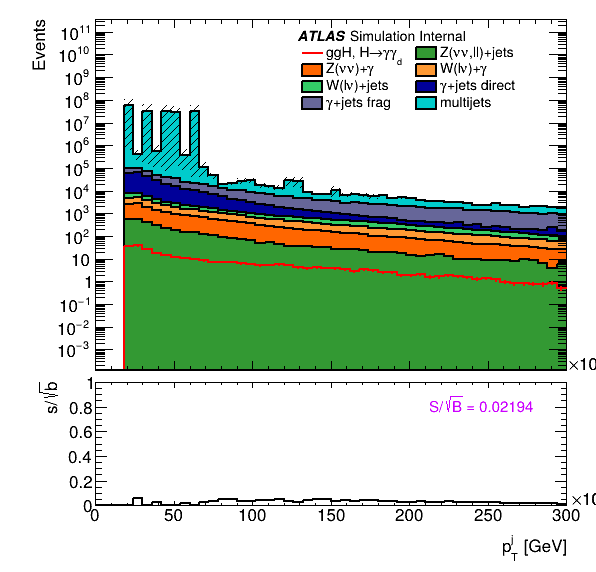 ATLAS Simulation Internal
ggH, H→γγd
Z(νν,ll)+jets
Z(νν)+γ
W(lν)+γ
W(lν)+jets
γ+jets direct
γ+jets frag
multijets
Events
10¹¹
10¹⁰
10⁹
10⁸
10⁷
10⁶
10⁵
10⁴
10³
10²
10
1
10⁻¹
10⁻²
10⁻³
×10
s/√b
1
0.8
0.6
0.4
0.2
0
S/√B = 0.02194
×10
0 50 100 150 200 250 300
p_T^j [GeV]